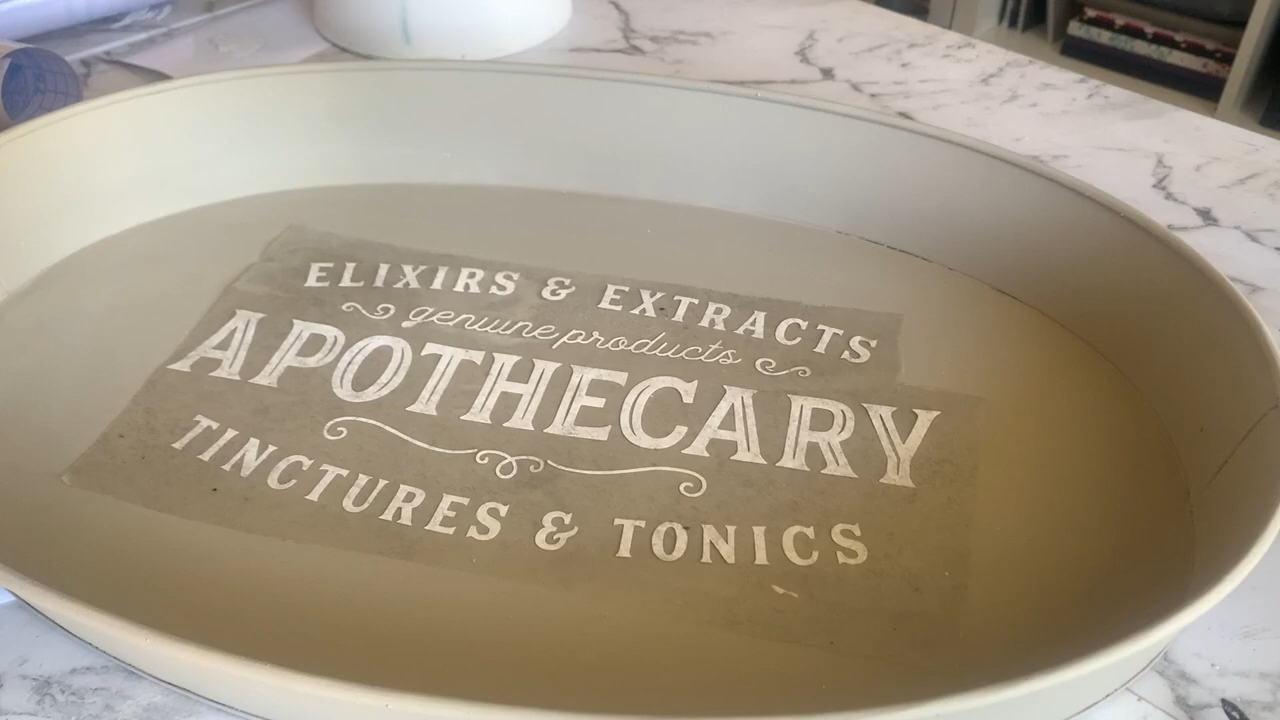 ELIXIRS & EXTRACTS
genuine products
APOTHECARY
TINCTURES & TONICS